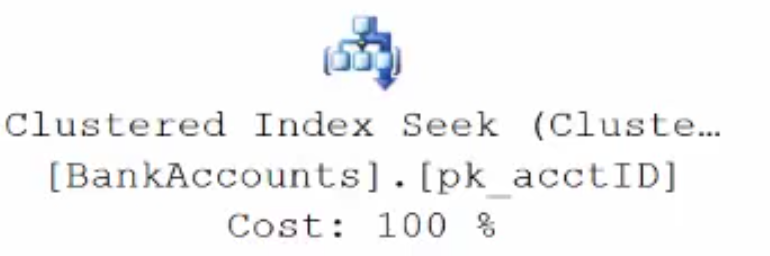 Clustered Index Seek (Cluste…
[BankAccounts].[pk_acctID]
Cost: 100 %